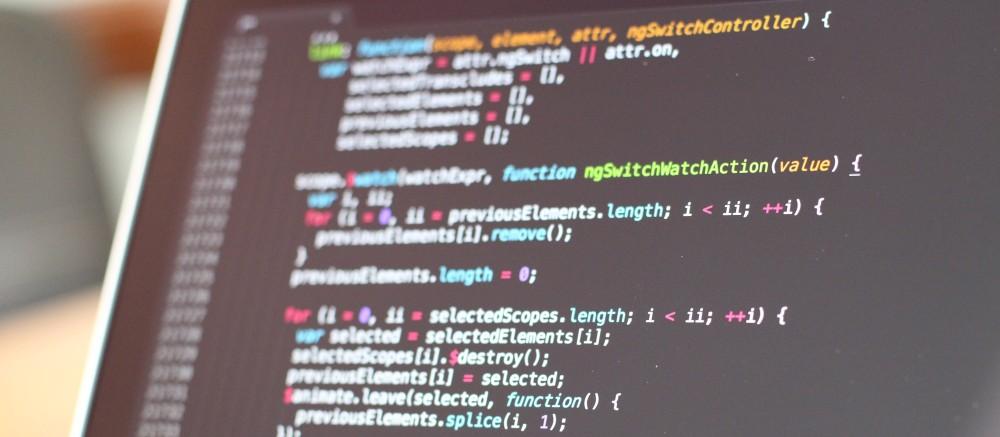 link: function(scope, element, attr, ngSwitchController) {
var watchExpr = attr.ngSwitch || attr.on,
selectedTranscludes = [],
selectedElements = [],
previousElements = [],
selectedScopes = [];
scope.$watch(watchExpr, function ngSwitchWatchAction(value) {
var i, ii;
for (i = 0, ii = previousElements.length; i < ii; ++i) {
previousElements[i].remove();
}
previousElements.length = 0;
for (i = 0, ii = selectedScopes.length; i < ii; ++i) {
var selected = selectedElements[i];
selectedScopes[i].$destroy();
previousElements[i] = selected;
$animate.leave(selected, function() {
previousElements.splice(i, 1);
});